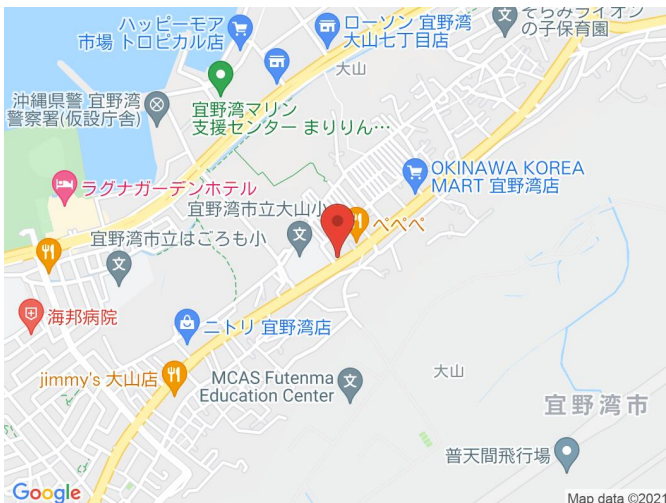 ハッピーモア
市場 トロピカル店
ローソン 宜野湾
大山七丁目店
そらみライオン
の子保育園
大山
沖縄県警 宜野湾
警察署(仮設庁舎)
宜野湾マリン
支援センター まりりん…
OKINAWA KOREA
MART 宜野湾店
ラグナガーデンホテル
宜野湾市立大山小
ぺぺぺ
宜野湾市立はごろも小
海邦病院
ニトリ 宜野湾店
jimmy's 大山店
MCAS Futenma
Education Center
大山
宜野湾市
普天間飛行場
Google
Map data ©2021